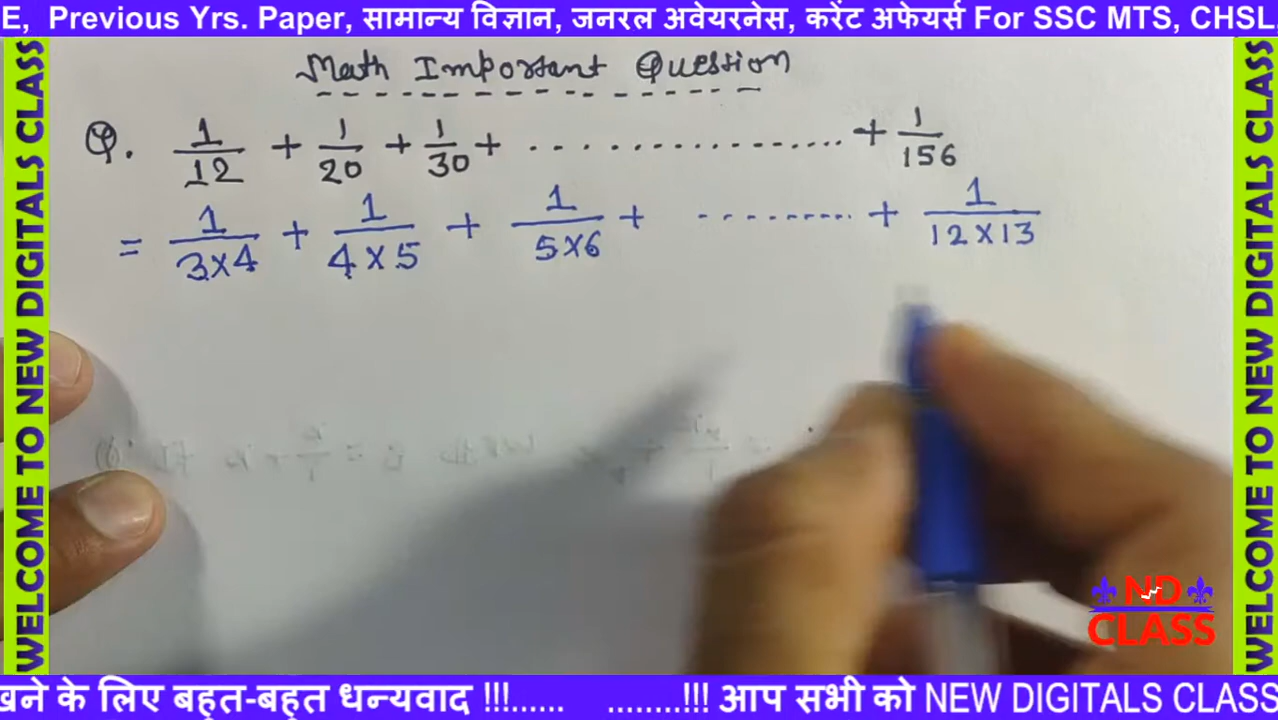 E, Previous Yrs. Paper, सामान्य विज्ञान, जनरल अवेयरनेस, करेंट अफेयर्स For SSC MTS, CHSL
WELCOME TO NEW DIGITALS CLASS
Math Important Question
Q. 1/12 + 1/20 + 1/30 + ................ + 1/156
= 1/3×4 + 1/4×5 + 1/5×6 + --------- + 1/12×13
WELCOME TO NEW DIGITALS CLASS
ND
CLASS
खने के लिए बहुत-बहुत धन्यवाद !!!...... ........!!! आप सभी को NEW DIGITALS CLASS